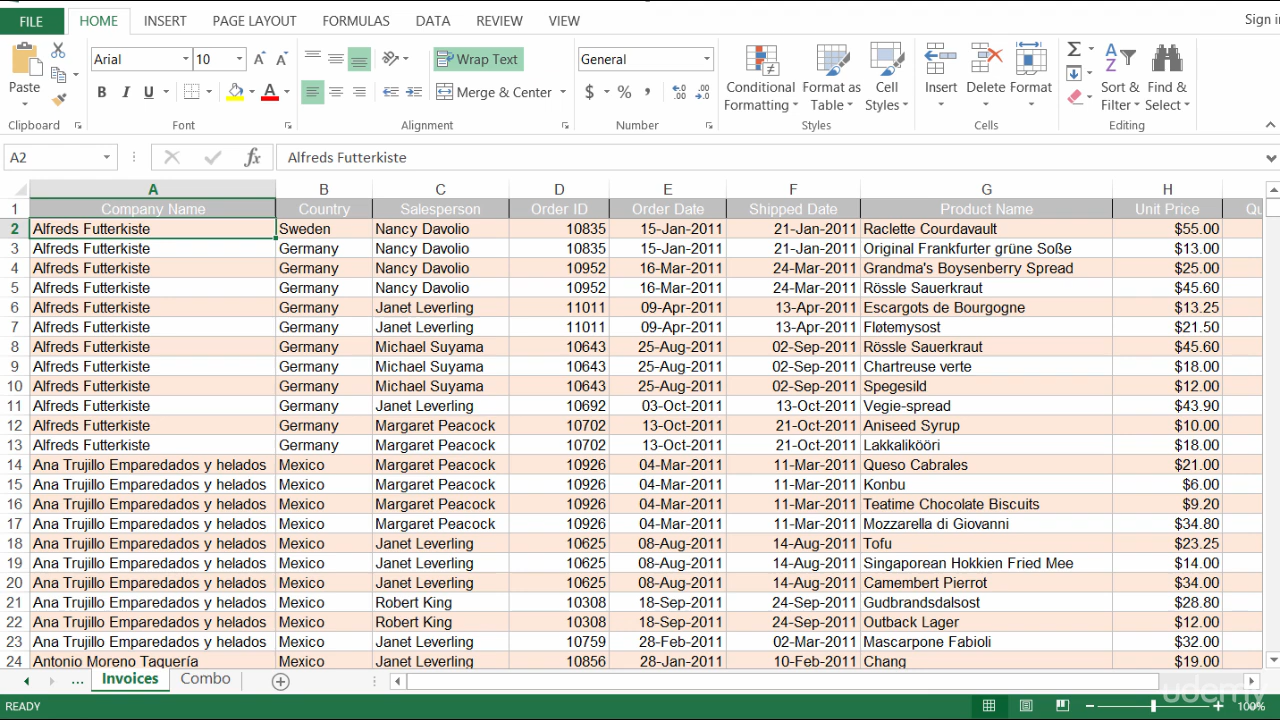 FILE HOME INSERT PAGE LAYOUT FORMULAS DATA REVIEW VIEW Sign in
Arial 10 Wrap Text General
Paste B I U Merge & Center $ % Conditional Formatting Format as Table Cell Styles Insert Delete Format Sort & Filter Find & Select
Clipboard Font Alignment Number Styles Cells Editing
A2 fx Alfreds Futterkiste
A B C D E F G H
1 Company Name Country Salesperson Order ID Order Date Shipped Date Product Name Unit Price
2 Alfreds Futterkiste Sweden Nancy Davolio 10835 15-Jan-2011 21-Jan-2011 Raclette Courdavault $55.00
3 Alfreds Futterkiste Germany Nancy Davolio 10835 15-Jan-2011 21-Jan-2011 Original Frankfurter grüne Soße $13.00
4 Alfreds Futterkiste Germany Nancy Davolio 10952 16-Mar-2011 24-Mar-2011 Grandma's Boysenberry Spread $25.00
5 Alfreds Futterkiste Germany Nancy Davolio 10952 16-Mar-2011 24-Mar-2011 Rössle Sauerkraut $45.60
6 Alfreds Futterkiste Germany Janet Leverling 11011 09-Apr-2011 13-Apr-2011 Escargots de Bourgogne $13.25
7 Alfreds Futterkiste Germany Janet Leverling 11011 09-Apr-2011 13-Apr-2011 Fløtemysost $21.50
8 Alfreds Futterkiste Germany Michael Suyama 10643 25-Aug-2011 02-Sep-2011 Rössle Sauerkraut $45.60
9 Alfreds Futterkiste Germany Michael Suyama 10643 25-Aug-2011 02-Sep-2011 Chartreuse verte $18.00
10 Alfreds Futterkiste Germany Michael Suyama 10643 25-Aug-2011 02-Sep-2011 Spegesild $12.00
11 Alfreds Futterkiste Germany Janet Leverling 10692 03-Oct-2011 13-Oct-2011 Vegie-spread $43.90
12 Alfreds Futterkiste Germany Margaret Peacock 10702 13-Oct-2011 21-Oct-2011 Aniseed Syrup $10.00
13 Alfreds Futterkiste Germany Margaret Peacock 10702 13-Oct-2011 21-Oct-2011 Lakkalikööri $18.00
14 Ana Trujillo Emparedados y helados Mexico Margaret Peacock 10926 04-Mar-2011 11-Mar-2011 Queso Cabrales $21.00
15 Ana Trujillo Emparedados y helados Mexico Margaret Peacock 10926 04-Mar-2011 11-Mar-2011 Konbu $6.00
16 Ana Trujillo Emparedados y helados Mexico Margaret Peacock 10926 04-Mar-2011 11-Mar-2011 Teatime Chocolate Biscuits $9.20
17 Ana Trujillo Emparedados y helados Mexico Margaret Peacock 10926 04-Mar-2011 11-Mar-2011 Mozzarella di Giovanni $34.80
18 Ana Trujillo Emparedados y helados Mexico Janet Leverling 10625 08-Aug-2011 14-Aug-2011 Tofu $23.25
19 Ana Trujillo Emparedados y helados Mexico Janet Leverling 10625 08-Aug-2011 14-Aug-2011 Singaporean Hokkien Fried Mee $14.00
20 Ana Trujillo Emparedados y helados Mexico Janet Leverling 10625 08-Aug-2011 14-Aug-2011 Camembert Pierrot $34.00
21 Ana Trujillo Emparedados y helados Mexico Robert King 10308 18-Sep-2011 24-Sep-2011 Gudbrandsdalsost $28.80
22 Ana Trujillo Emparedados y helados Mexico Robert King 10308 18-Sep-2011 24-Sep-2011 Outback Lager $12.00
23 Ana Trujillo Emparedados y helados Mexico Janet Leverling 10759 28-Feb-2011 02-Mar-2011 Mascarpone Fabioli $32.00
24 Antonio Moreno Taquería Mexico Janet Leverling 10856 28-Jan-2011 10-Feb-2011 Chang $19.00
... Invoices Combo
READY udemy 100%